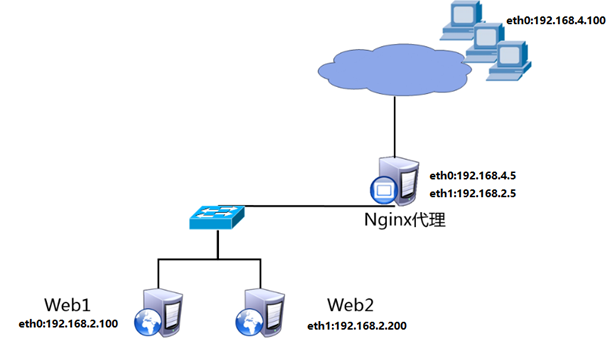 eth0:192.168.4.100
eth0:192.168.4.5
eth1:192.168.2.5
Nginx代理
Web1
eth0:192.168.2.100
Web2
eth1:192.168.2.200